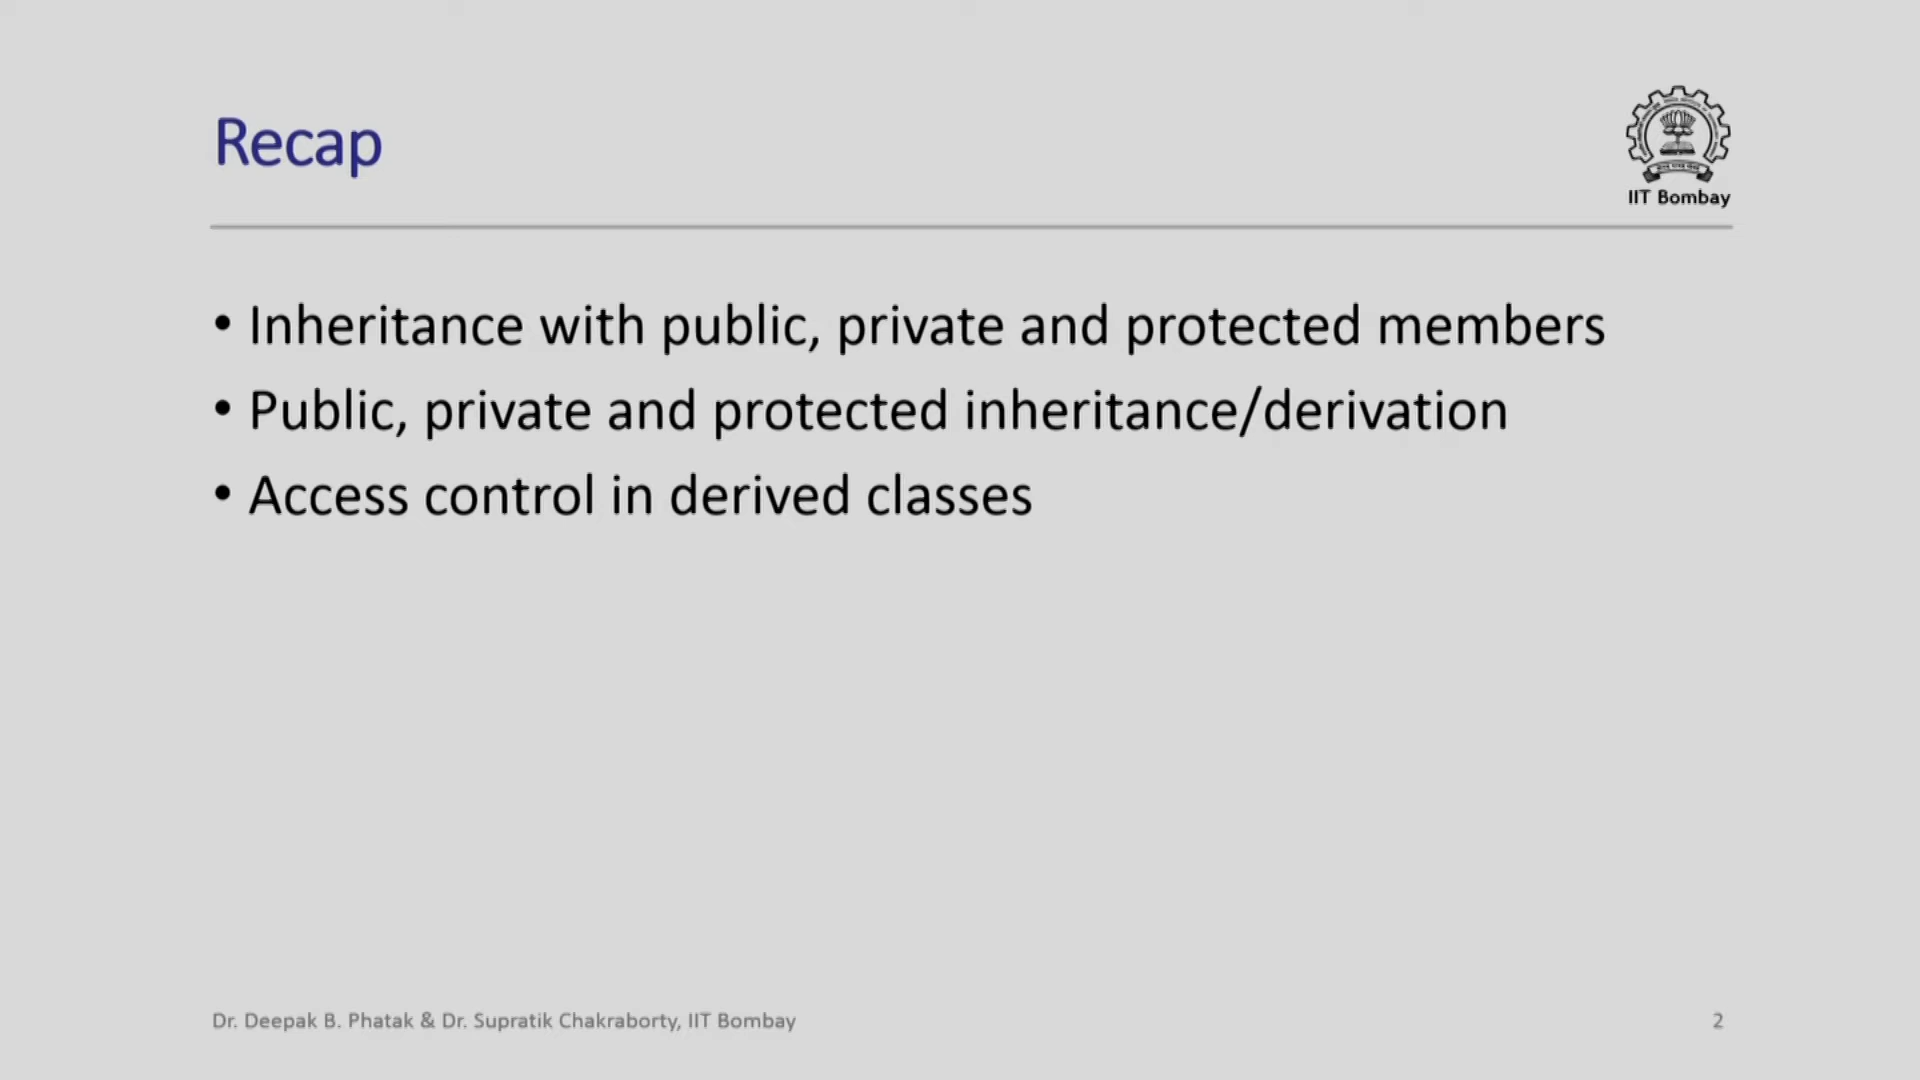 Recap
IIT Bombay
• Inheritance with public, private and protected members
• Public, private and protected inheritance/derivation
• Access control in derived classes
Dr. Deepak B. Phatak & Dr. Supratik Chakraborty, IIT Bombay
2